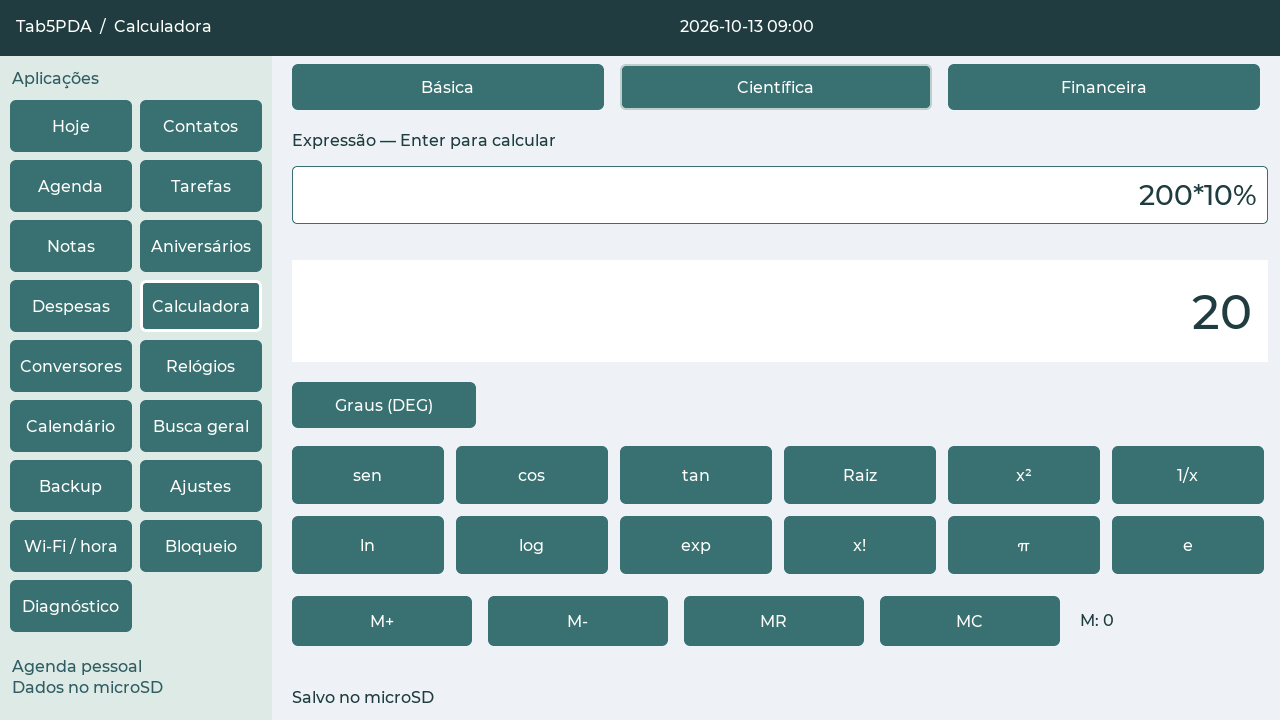 Tab5PDA / Calculadora
2026-10-13 09:00
Aplicações
Hoje
Contatos
Agenda
Tarefas
Notas
Aniversários
Despesas
Calculadora
Conversores
Relógios
Calendário
Busca geral
Backup
Ajustes
Wi-Fi / hora
Bloqueio
Diagnóstico
Agenda pessoal
Dados no microSD
Básica
Científica
Financeira
Expressão — Enter para calcular
200*10%
20
Graus (DEG)
sen
cos
tan
Raiz
x²
1/x
ln
log
exp
x!
π
e
M+
M-
MR
MC
M: 0
Salvo no microSD